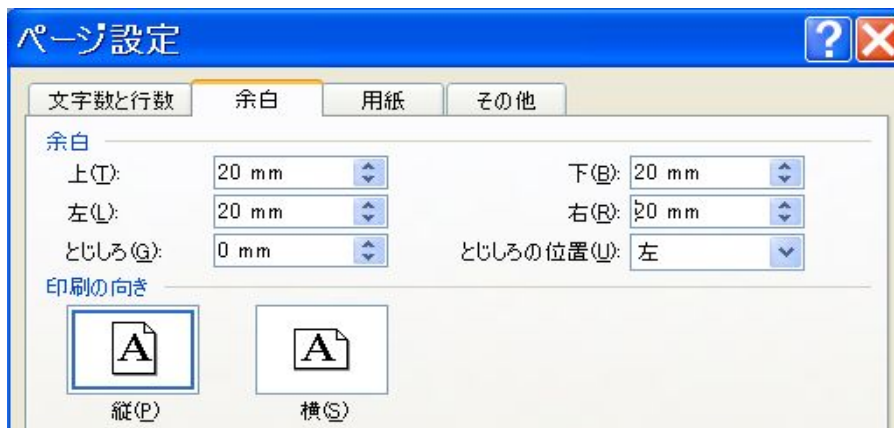 ページ設定
?
文字数と行数 余白 用紙 その他
余白
上(T): 20 mm 下(B): 20 mm
左(L): 20 mm 右(R): 20 mm
とじしろ(G): 0 mm とじしろの位置(U): 左
印刷の向き
A A
縦(P) 横(S)